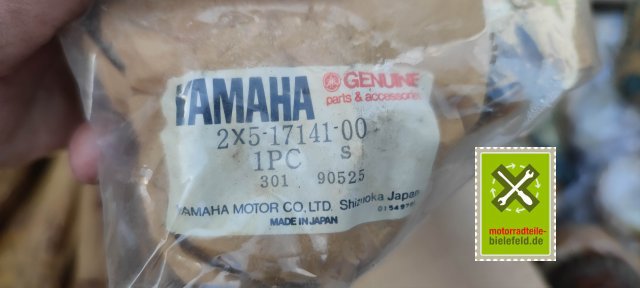 YAMAHA GENUINE
parts & accessories
2X5-17141-00
1PC S
301 90525
YAMAHA MOTOR CO., LTD. Shizuoka Japan
MADE IN JAPAN
motorradteile-
bielefeld.de